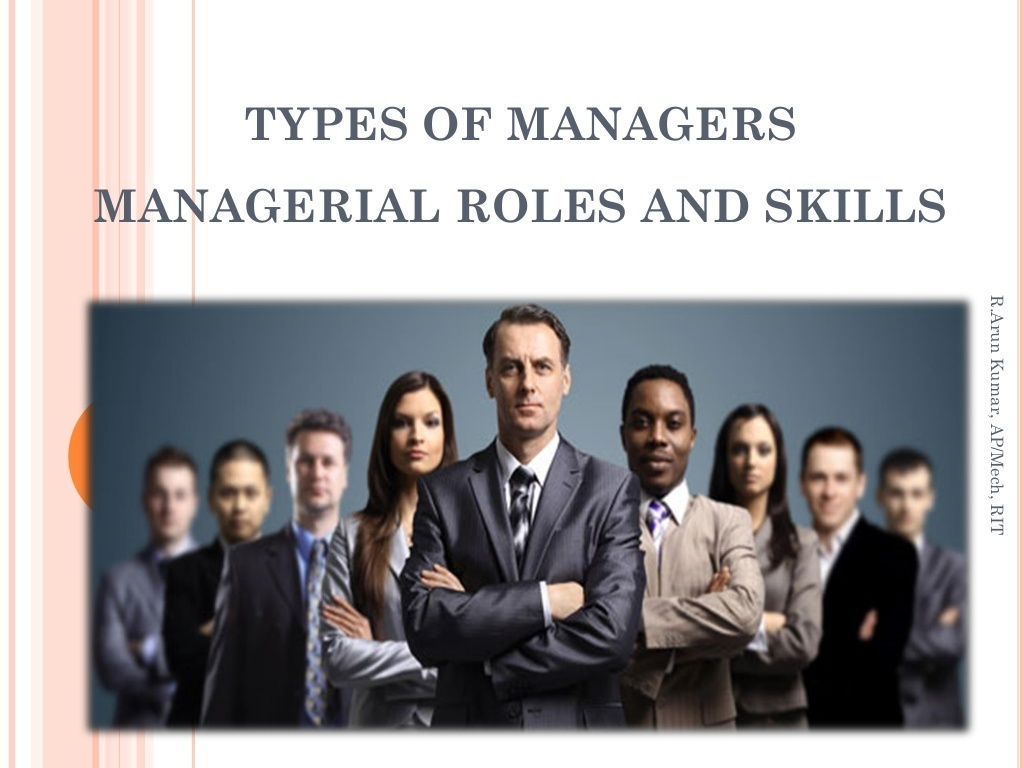 TYPES OF MANAGERS
MANAGERIAL ROLES AND SKILLS
R.Arun Kumar, AP/Mech, RIT